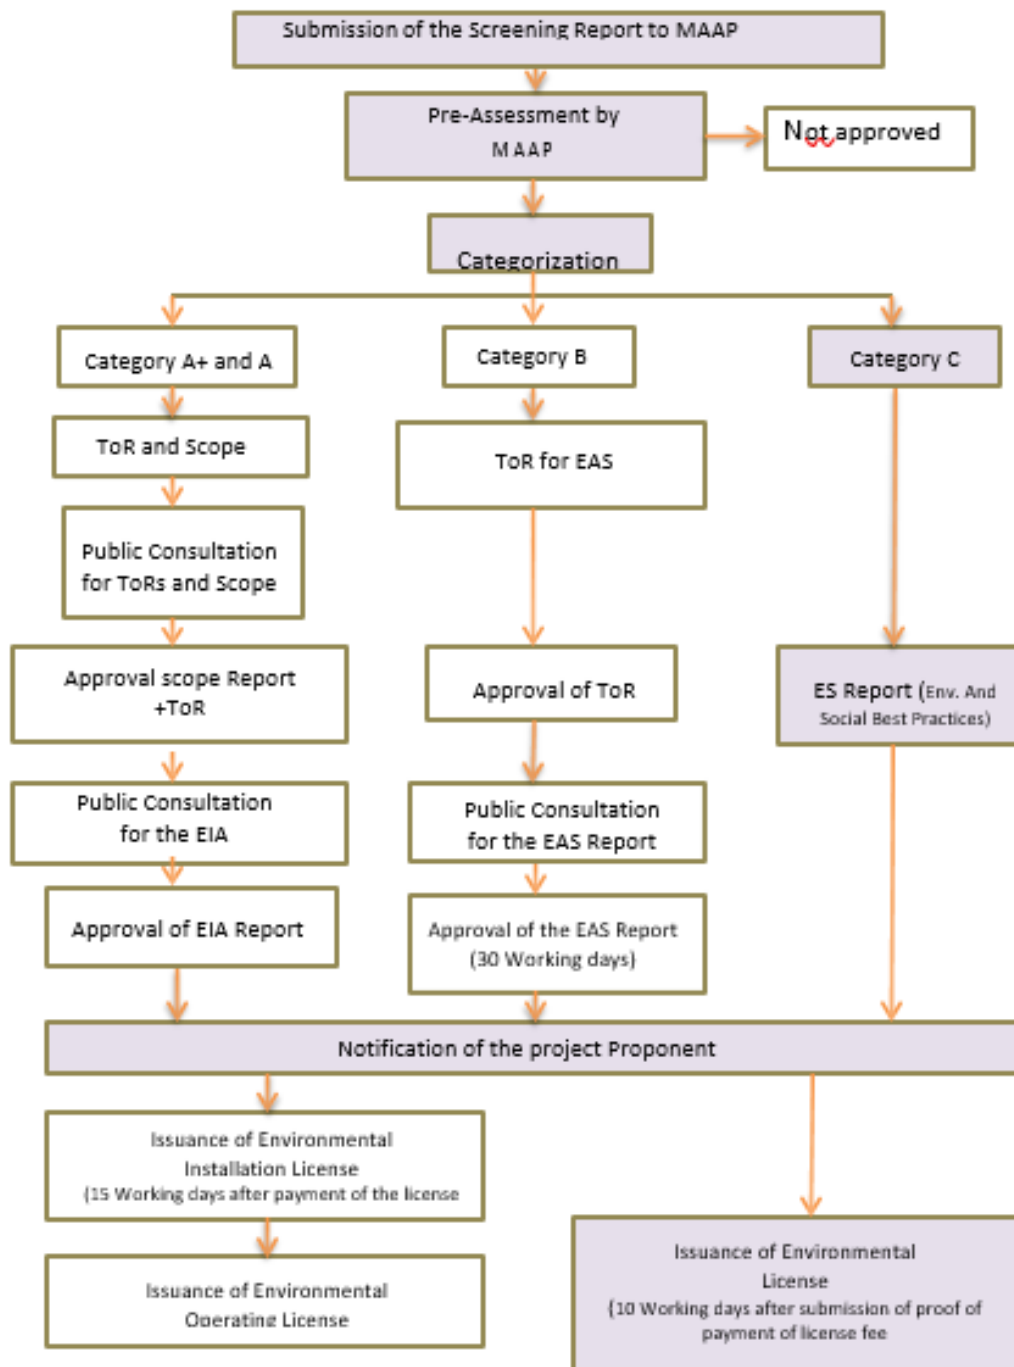 Submission of the Screening Report to MAAP
Pre-Assessment by
MAAP
Not approved
Categorization
Category A+ and A
Category B
Category C
ToR and Scope
ToR for EAS
Public Consultation
for ToRs and Scope
Approval scope Report
+ToR
Approval of ToR
ES Report (Env. And
Social Best Practices)
Public Consultation
for the EIA
Public Consultation
for the EAS Report
Approval of EIA Report
Approval of the EAS Report
(30 Working days)
Notification of the project Proponent
Issuance of Environmental
Installation License
(15 Working days after payment of the license
Issuance of Environmental
Operating License
Issuance of Environmental
License
(10 Working days after submission of proof of
payment of license fee